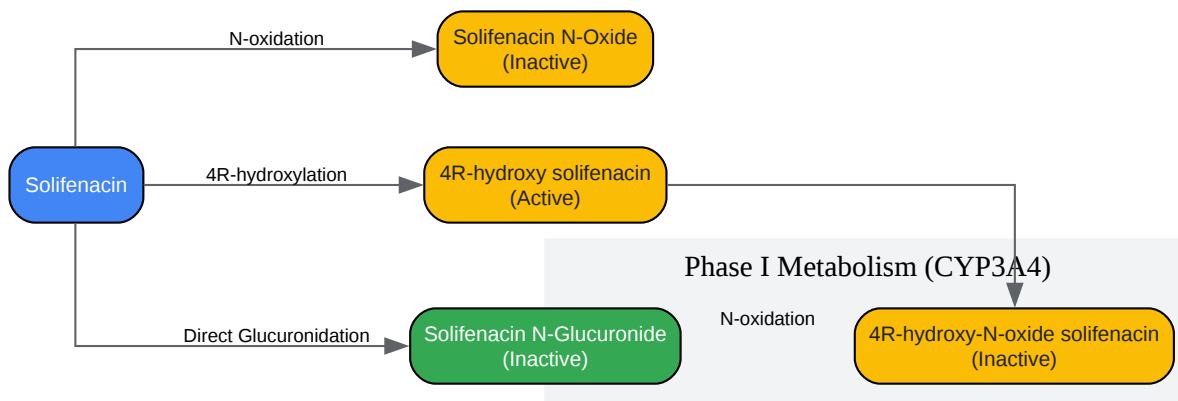 N-oxidation
Solifenacin N-Oxide
(Inactive)
Solifenacin
4R-hydroxylation
4R-hydroxy solifenacin
(Active)
Phase I Metabolism (CYP3A4)
Direct Glucuronidation
Solifenacin N-Glucuronide
(Inactive)
N-oxidation
4R-hydroxy-N-oxide solifenacin
(Inactive)